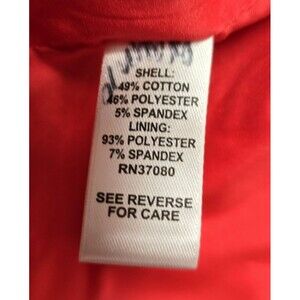 SHELL:
49% COTTON
46% POLYESTER
5% SPANDEX
LINING:
93% POLYESTER
7% SPANDEX
RN37080
SEE REVERSE
FOR CARE